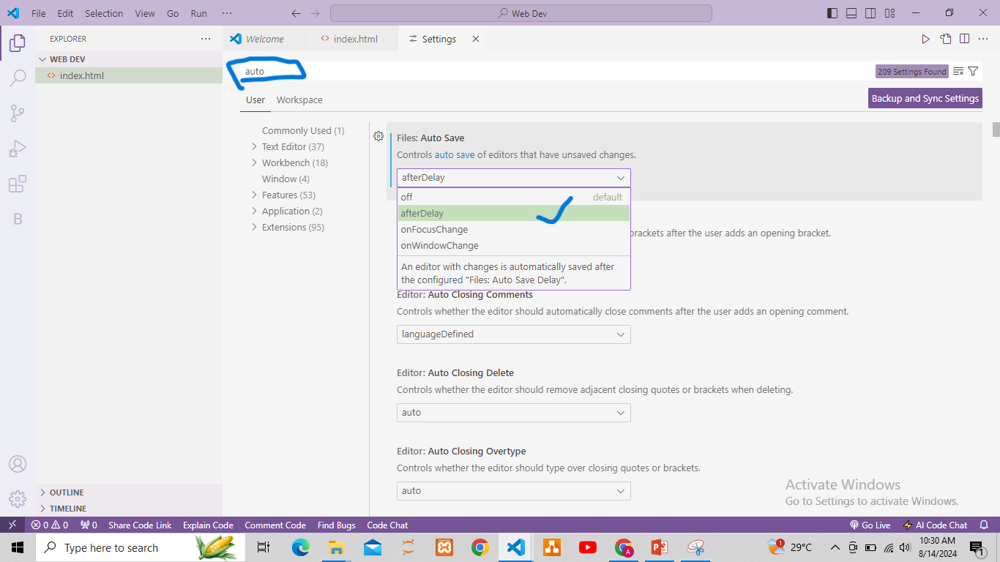 File Edit Selection View Go Run ··· Web Dev
EXPLORER ··· Welcome <> index.html Settings
WEB DEV
<> index.html
auto
209 Settings Found
User Workspace
Backup and Sync Settings
Commonly Used (1)
Text Editor (37)
Workbench (18)
Window (4)
Features (53)
Application (2)
Extensions (95)
Files: Auto Save
Controls auto save of editors that have unsaved changes.
afterDelay
off default
afterDelay
onFocusChange
onWindowChange
An editor with changes is automatically saved after
the configured "Files: Auto Save Delay".
brackets after the user adds an opening bracket.
Editor: Auto Closing Comments
Controls whether the editor should automatically close comments after the user adds an opening comment.
languageDefined
Editor: Auto Closing Delete
Controls whether the editor should remove adjacent closing quotes or brackets when deleting.
auto
Editor: Auto Closing Overtype
Controls whether the editor should type over closing quotes or brackets.
auto
Activate Windows
Go to Settings to activate Windows.
OUTLINE
TIMELINE
0 0 0 Share Code Link Explain Code Comment Code Find Bugs Code Chat Go Live AI Code Chat
Type here to search
1 29°C
10:30 AM
8/14/2024
1